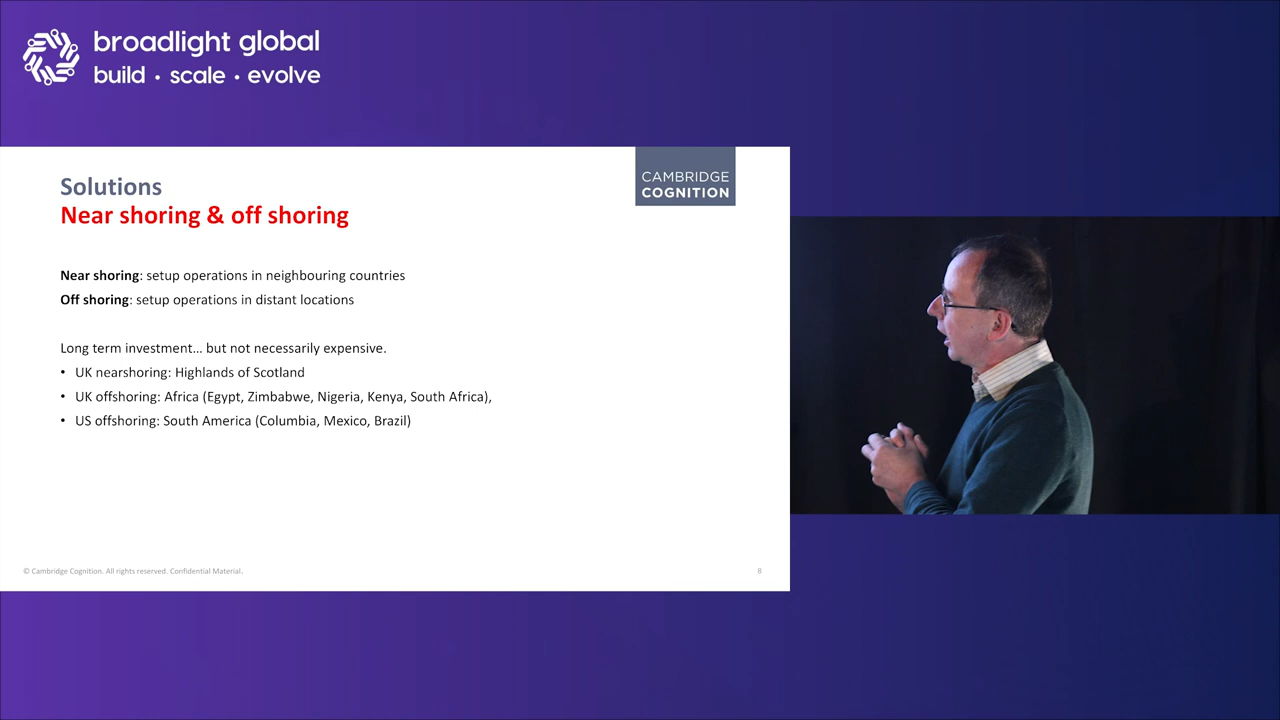 broadlight global
build • scale • evolve
CAMBRIDGE
COGNITION
Solutions
Near shoring & off shoring
Near shoring: setup operations in neighbouring countries
Off shoring: setup operations in distant locations
Long term investment... but not necessarily expensive.
• UK nearshoring: Highlands of Scotland
• UK offshoring: Africa (Egypt, Zimbabwe, Nigeria, Kenya, South Africa),
• US offshoring: South America (Columbia, Mexico, Brazil)
© Cambridge Cognition. All rights reserved. Confidential Material.
8